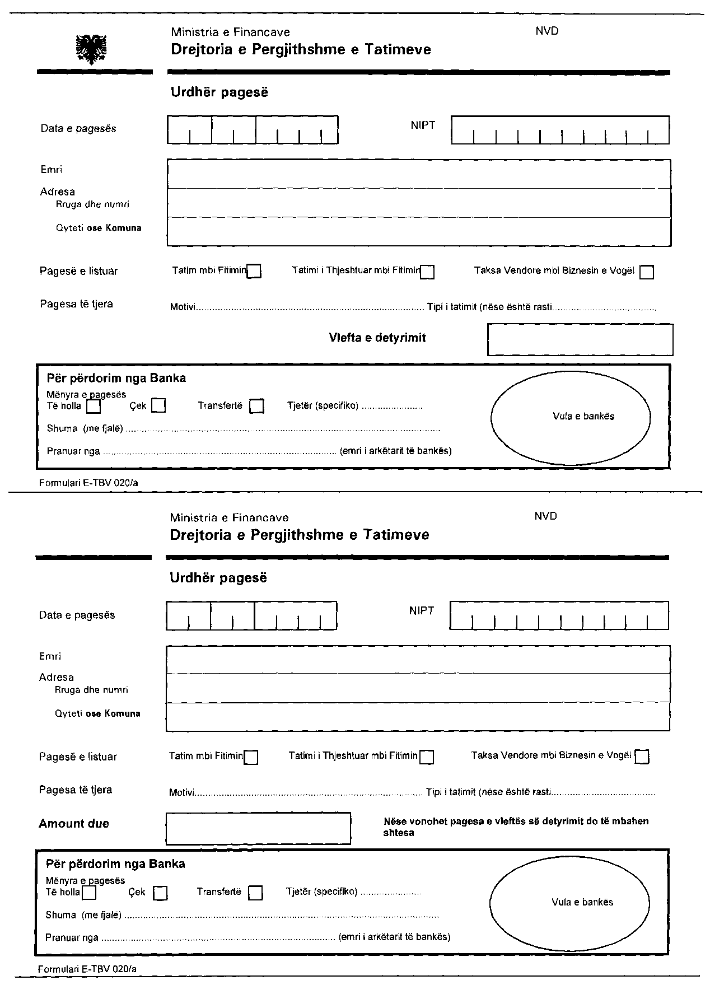 Ministria e Financave NVD
Drejtoria e Pergjithshme e Tatimeve
Urdhër pagesë
Data e pagesës NIPT
Emri
Adresa
Rruga dhe numri
Qyteti ose Komuna
Pagesë e listuar Tatim mbi Fitimin Tatimi i Thjeshtuar mbi Fitimin Taksa Vendore mbi Biznesin e Vogël
Pagesa të tjera Motivi...................................................................................... Tipi i tatimit (nëse është rasti.......................................
Vlefta e detyrimit
Për përdorim nga Banka
Mënyra e pagesës
Të holla Çek Transfertë Tjetër (specifiko) .......................
Vula e bankës
Shuma (me fjalë) ......................................................................................................................
Pranuar nga ....................................................................................... (emri i arkëtarit të bankës)
Formulari E-TBV 020/a
Ministria e Financave NVD
Drejtoria e Pergjithshme e Tatimeve
Urdhër pagesë
Data e pagesës NIPT
Emri
Adresa
Rruga dhe numri
Qyteti ose Komuna
Pagesë e listuar Tatim mbi Fitimin Tatimi i Thjeshtuar mbi Fitimin Taksa Vendore mbi Biznesin e Vogël
Pagesa të tjera Motivi...................................................................................... Tipi i tatimit (nëse është rasti.......................................
Amount due Nëse vonohet pagesa e vleftës së detyrimit do të mbahen
shtesa
Për përdorim nga Banka
Mënyra e pagesës
Të holla Çek Transfertë Tjetër (specifiko) .......................
Vula e bankës
Shuma (me fjalë) ......................................................................................................................
Pranuar nga ....................................................................................... (emri i arkëtarit të bankës)
Formulari E-TBV 020/a